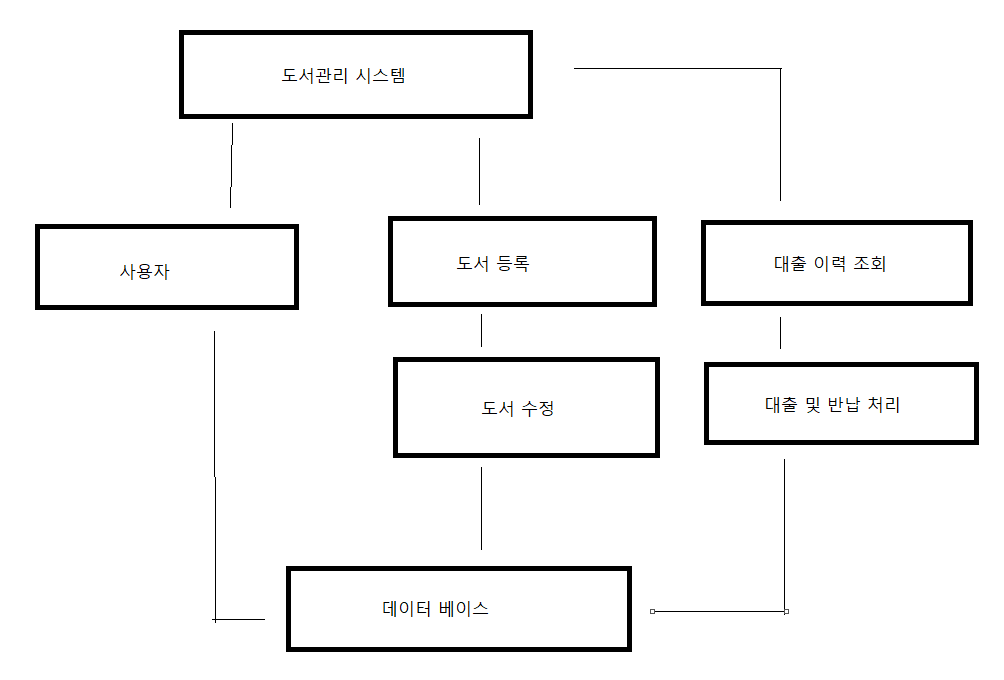 도서관리 시스템
사용자
도서 등록
대출 이력 조회
도서 수정
대출 및 반납 처리
데이터 베이스